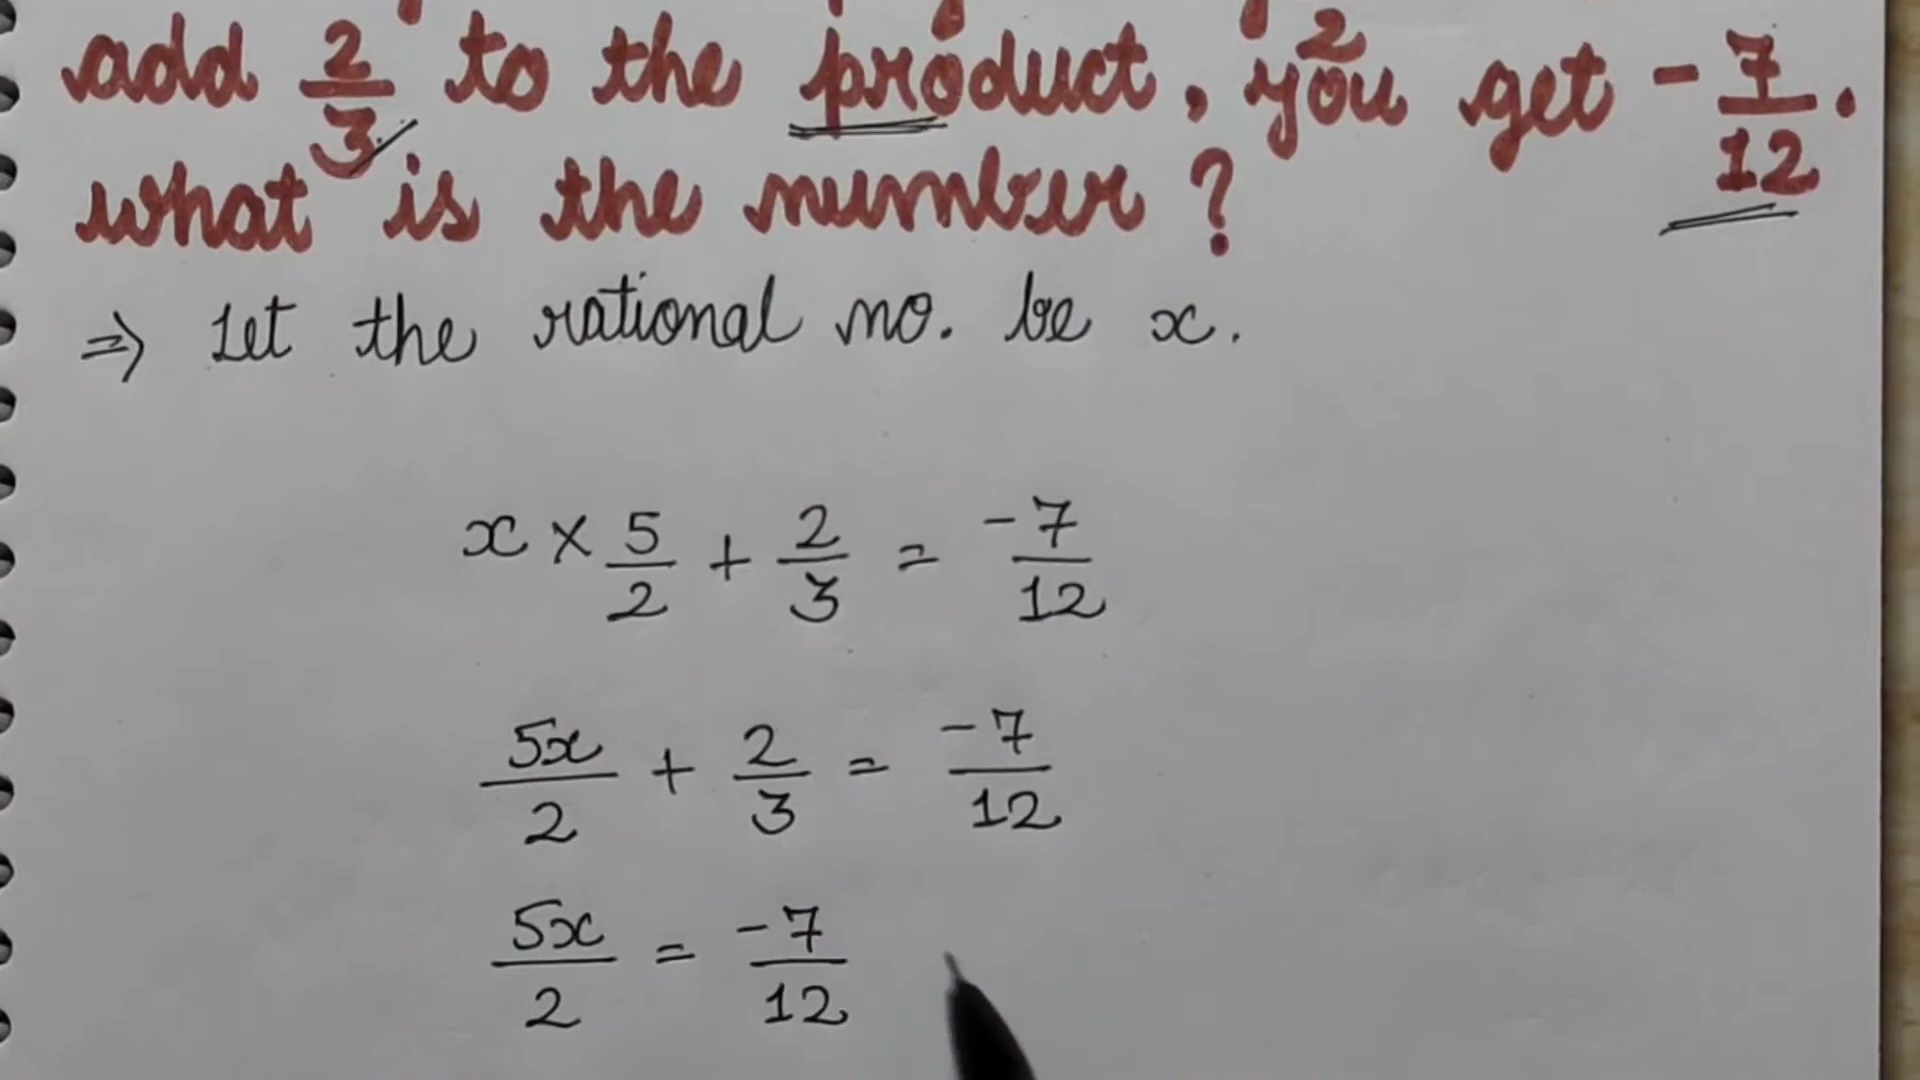 add 2/3 to the product, you get -7/12.
what is the number?
⇒ Let the rational no. be x.
x × 5/2 + 2/3 = -7/12
5x/2 + 2/3 = -7/12
5x/2 = -7/12